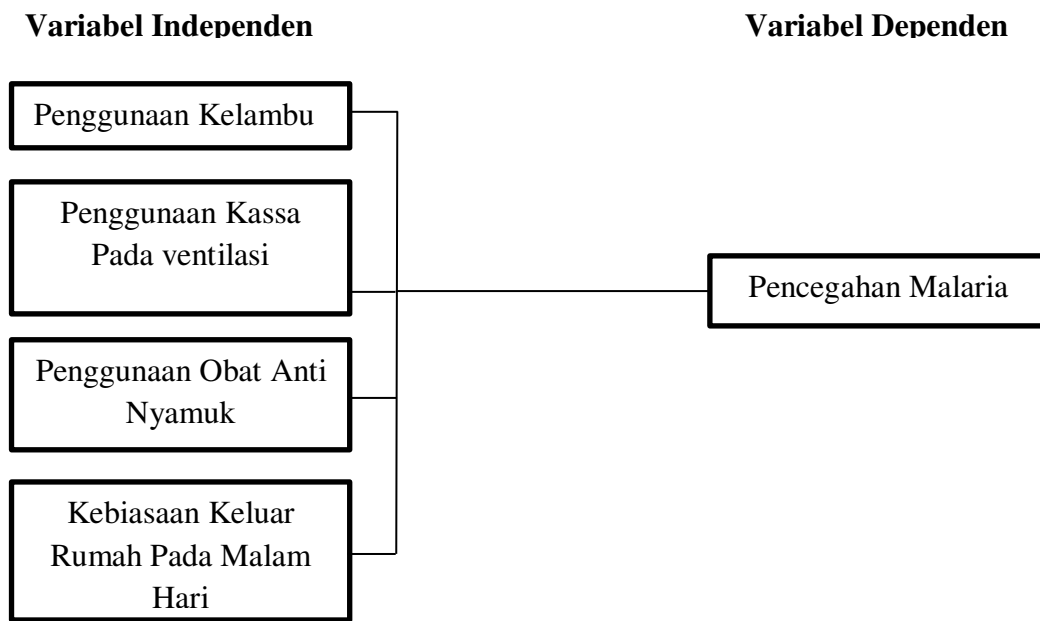 Variabel Independen
Variabel Dependen
Penggunaan Kelambu
Penggunaan Kassa
Pada ventilasi
Penggunaan Obat Anti
Nyamuk
Kebiasaan Keluar
Rumah Pada Malam
Hari
Pencegahan Malaria